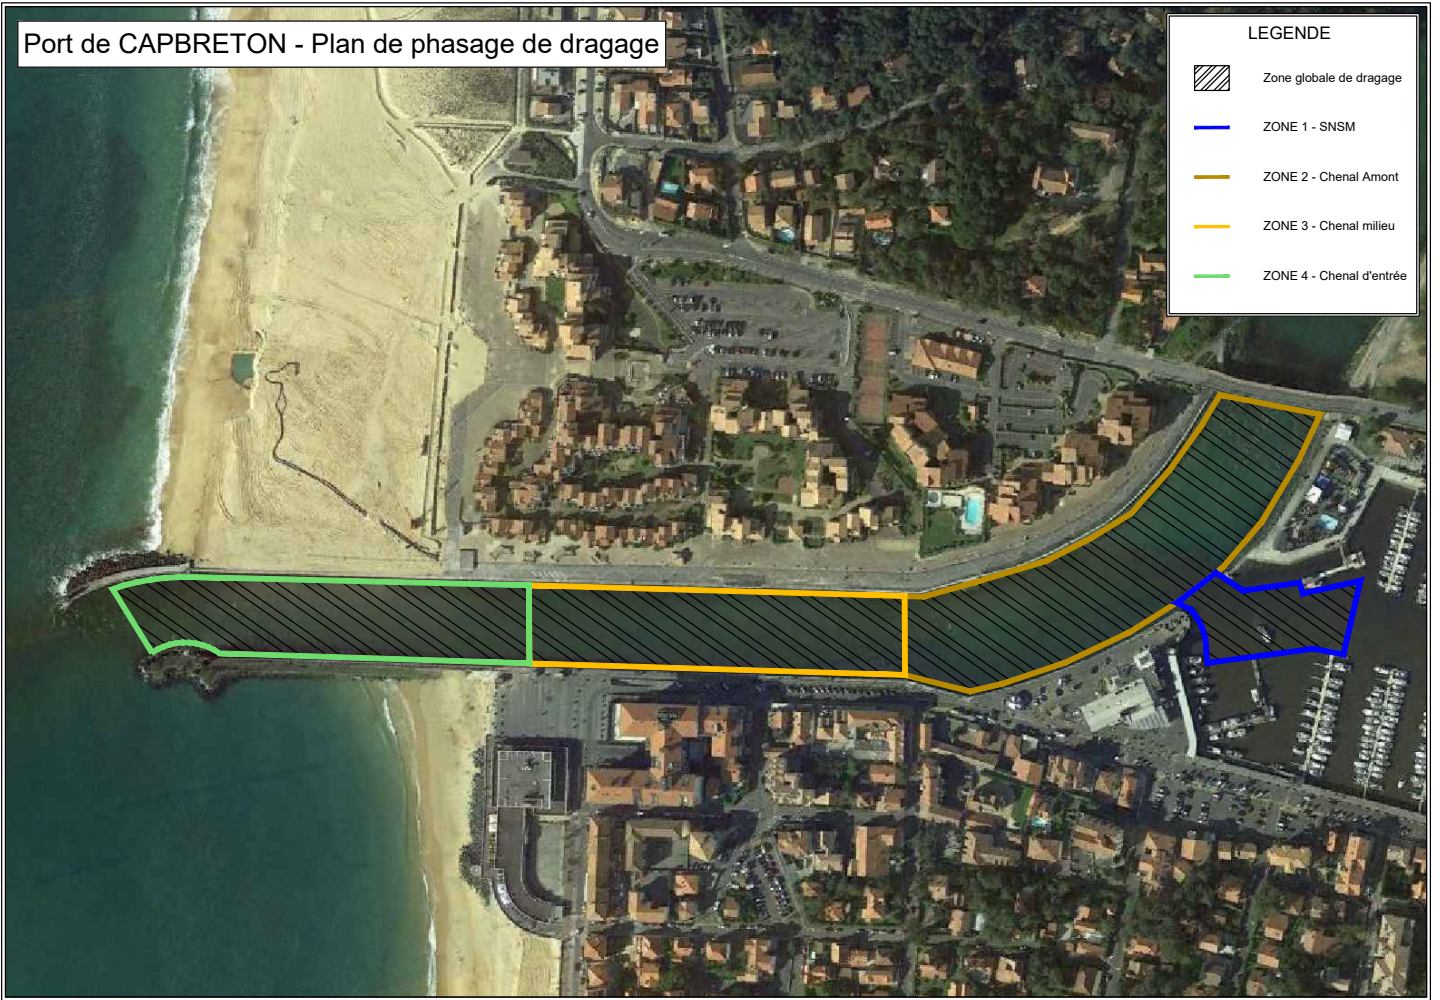 Port de CAPBRETON - Plan de phasage de dragage
LEGENDE
Zone globale de dragage
ZONE 1 - SNSM
ZONE 2 - Chenal Amont
ZONE 3 - Chenal milieu
ZONE 4 - Chenal d'entrée